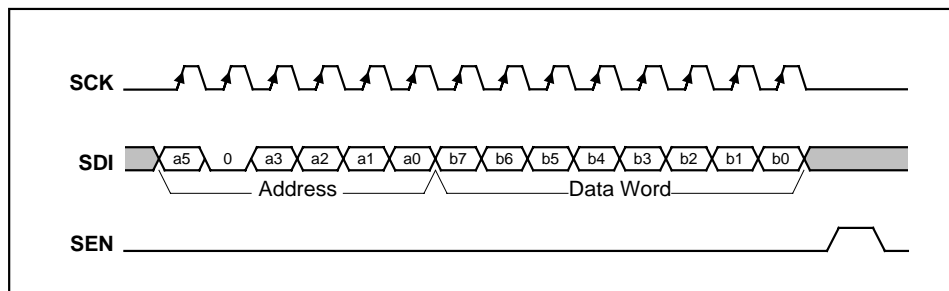 SCK
SDI a5 0 a3 a2 a1 a0 b7 b6 b5 b4 b3 b2 b1 b0
Address Data Word
SEN